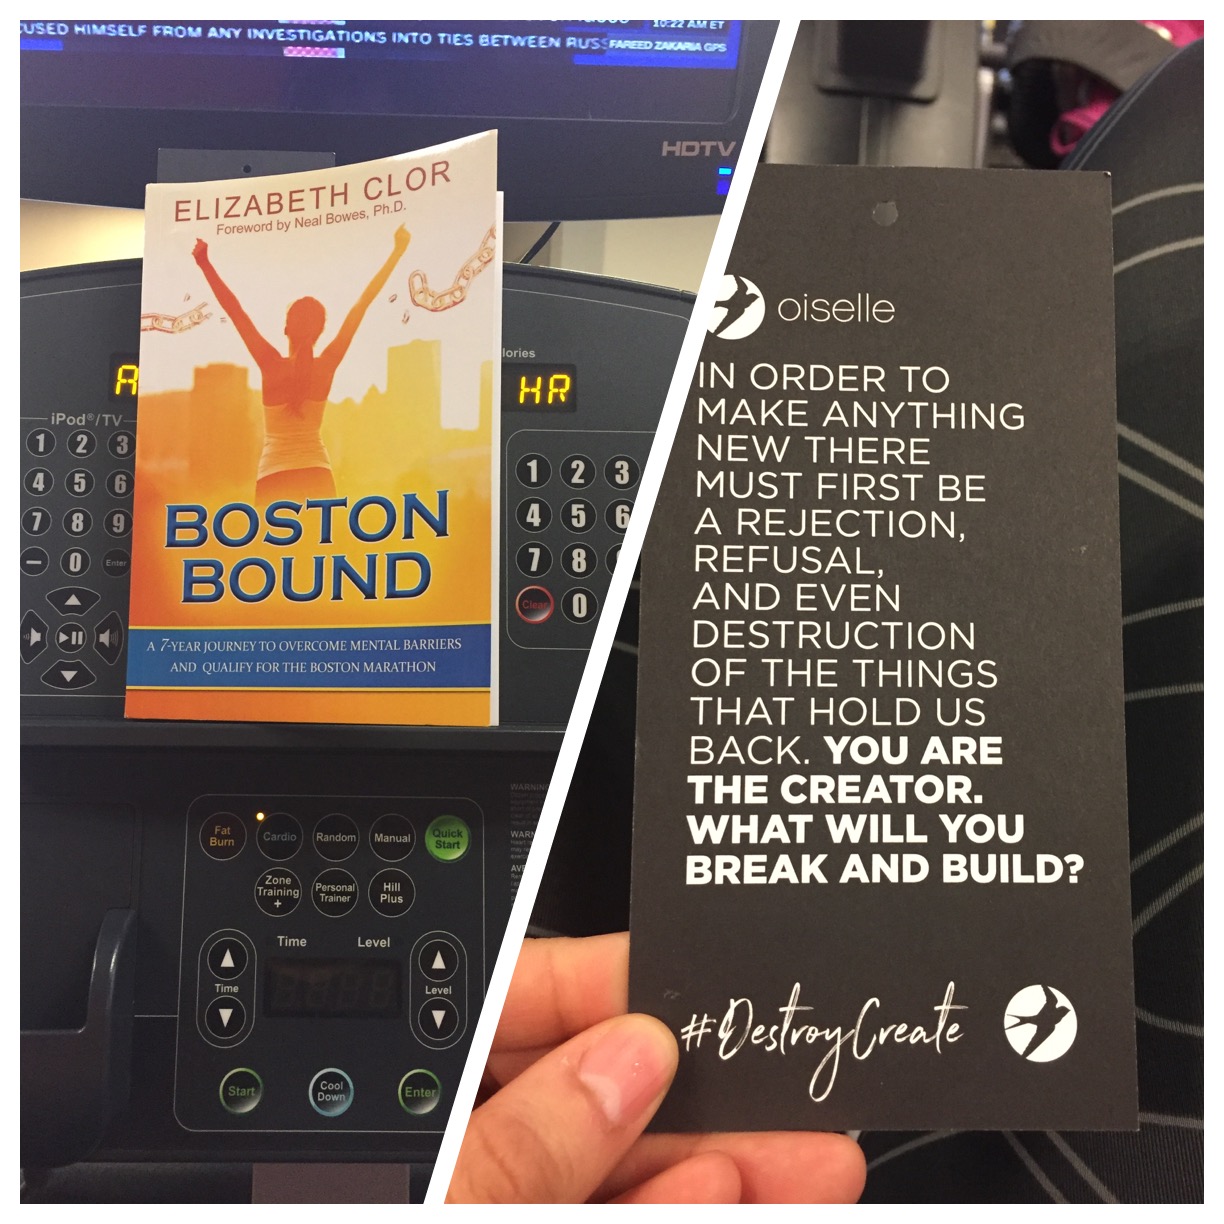 CUSED HIMSELF FROM ANY INVESTIGATIONS INTO TIES BETWEEN RUSS
10:22 AM ET
FAREED ZAKARIA GPS
HDTV
ELIZABETH CLOR
Foreword by Neal Bowes, Ph.D.
BOSTON
BOUND
A 7-YEAR JOURNEY TO OVERCOME MENTAL BARRIERS
AND QUALIFY FOR THE BOSTON MARATHON
A
iPod®/TV
1 2 3
4 5 6
7 8 9
– 0 Enter
lories
HR
1 2 3
4 5 6
7 8
Clear 0
WARNING
Fat Burn
Cardio
Random
Manual
Quick Start
Zone Training +
Personal Trainer
Hill Plus
Time
Level
Time
Level
Start
Cool Down
Enter
oiselle
IN ORDER TO
MAKE ANYTHING
NEW THERE
MUST FIRST BE
A REJECTION,
REFUSAL,
AND EVEN
DESTRUCTION
OF THE THINGS
THAT HOLD US
BACK. YOU ARE
THE CREATOR.
WHAT WILL YOU
BREAK AND BUILD?
#DestroyCreate